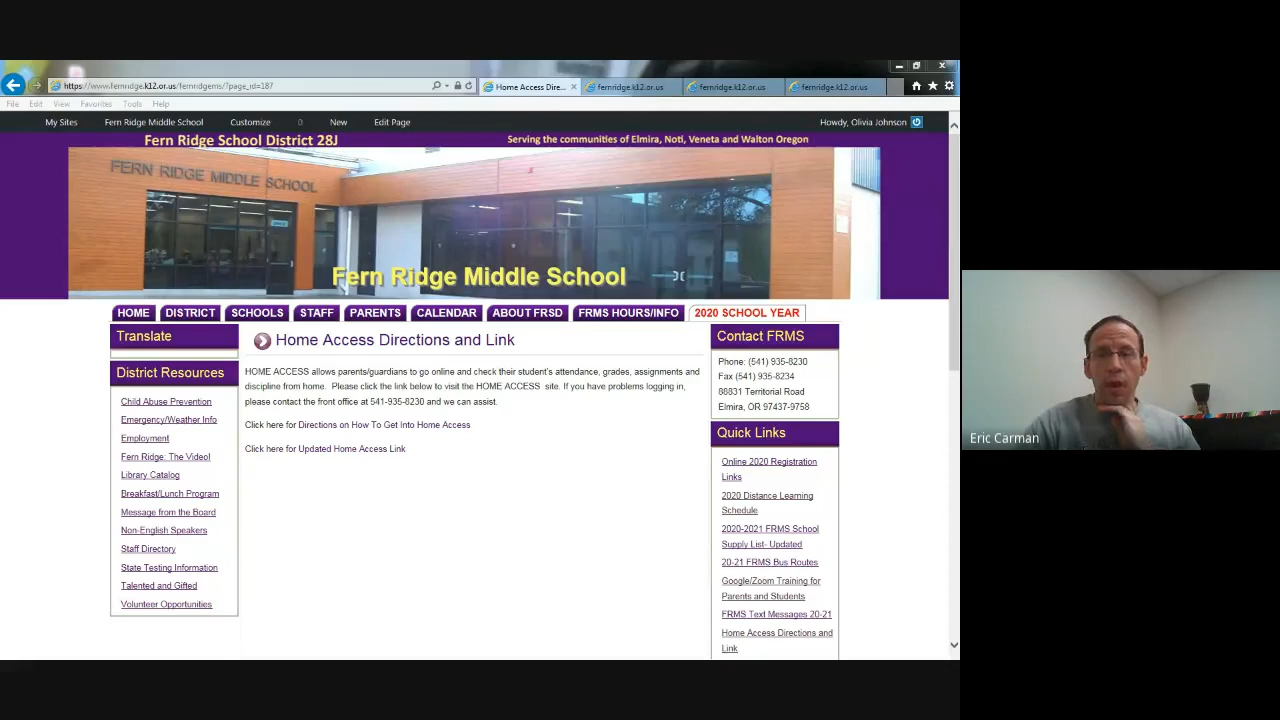 https://www.fernridge.k12.or.us/fernridgems/?page_id=187
Home Access Dire...
fernridge.k12.or.us
fernridge.k12.or.us
fernridge.k12.or.us
File Edit View Favorites Tools Help
My Sites Fern Ridge Middle School Customize 0 New Edit Page
Howdy, Olivia Johnson
Fern Ridge School District 28J
Serving the communities of Elmira, Noti, Veneta and Walton Oregon
FERN RIDGE MIDDLE SCHOOL
Fern Ridge Middle School
HOME DISTRICT SCHOOLS STAFF PARENTS CALENDAR ABOUT FRSD FRMS HOURS/INFO 2020 SCHOOL YEAR
Translate
District Resources
Child Abuse Prevention
Emergency/Weather Info
Employment
Fern Ridge: The Video!
Library Catalog
Breakfast/Lunch Program
Message from the Board
Non-English Speakers
Staff Directory
State Testing Information
Talented and Gifted
Volunteer Opportunities
Home Access Directions and Link
HOME ACCESS allows parents/guardians to go online and check their student's attendance, grades, assignments and
discipline from home. Please click the link below to visit the HOME ACCESS site. If you have problems logging in,
please contact the front office at 541-935-8230 and we can assist.
Click here for Directions on How To Get Into Home Access
Click here for Updated Home Access Link
Contact FRMS
Phone: (541) 935-8230
Fax (541) 935-8234
88831 Territorial Road
Elmira, OR 97437-9758
Quick Links
Online 2020 Registration
Links
2020 Distance Learning
Schedule
2020-2021 FRMS School
Supply List- Updated
20-21 FRMS Bus Routes
Google/Zoom Training for
Parents and Students
FRMS Text Messages 20-21
Home Access Directions and
Link
Eric Carman